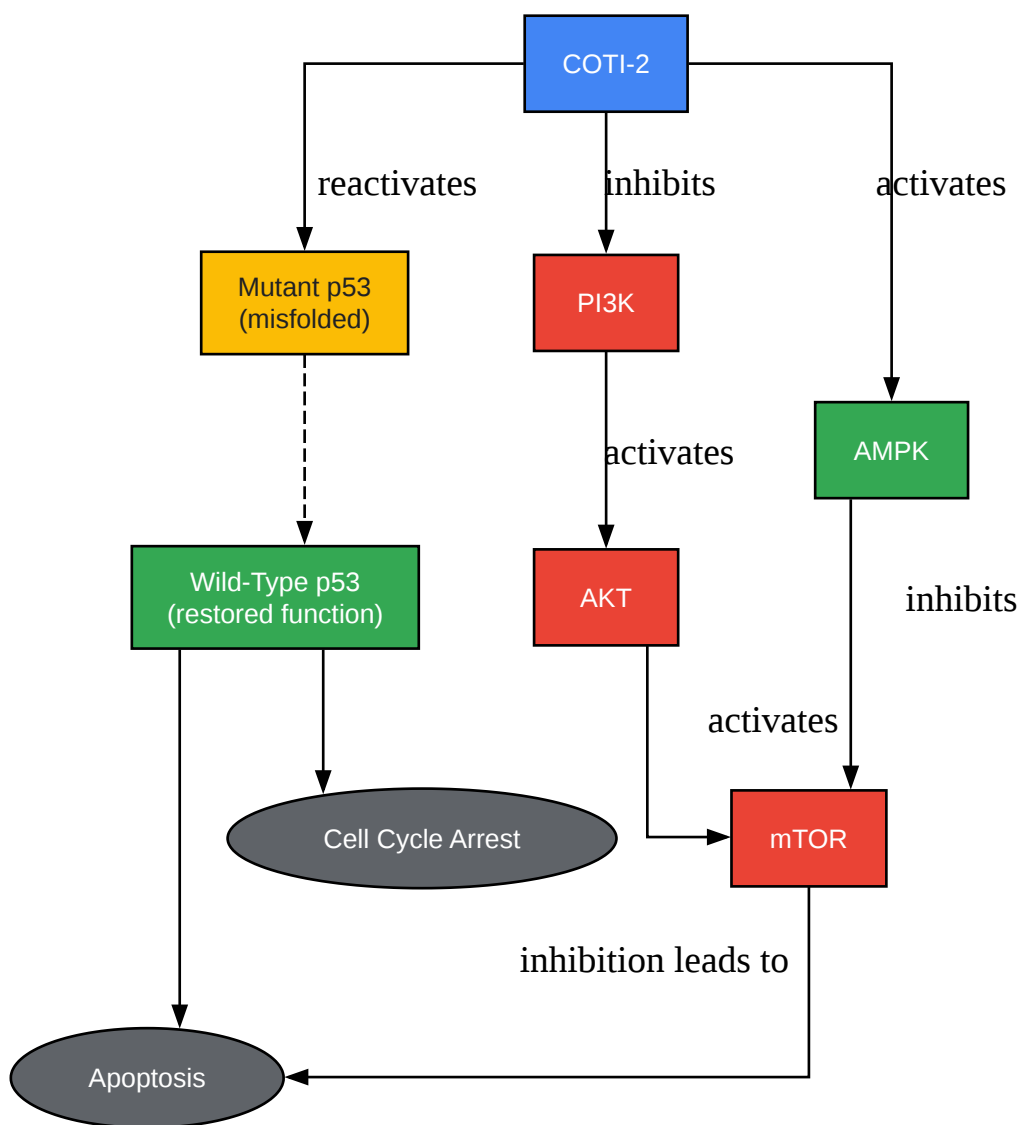 COTI-2
reactivates
inhibits
activates
Mutant p53
(misfolded)
PI3K
activates
AMPK
Wild-Type p53
(restored function)
AKT
inhibits
activates
Cell Cycle Arrest
mTOR
inhibition leads to
Apoptosis